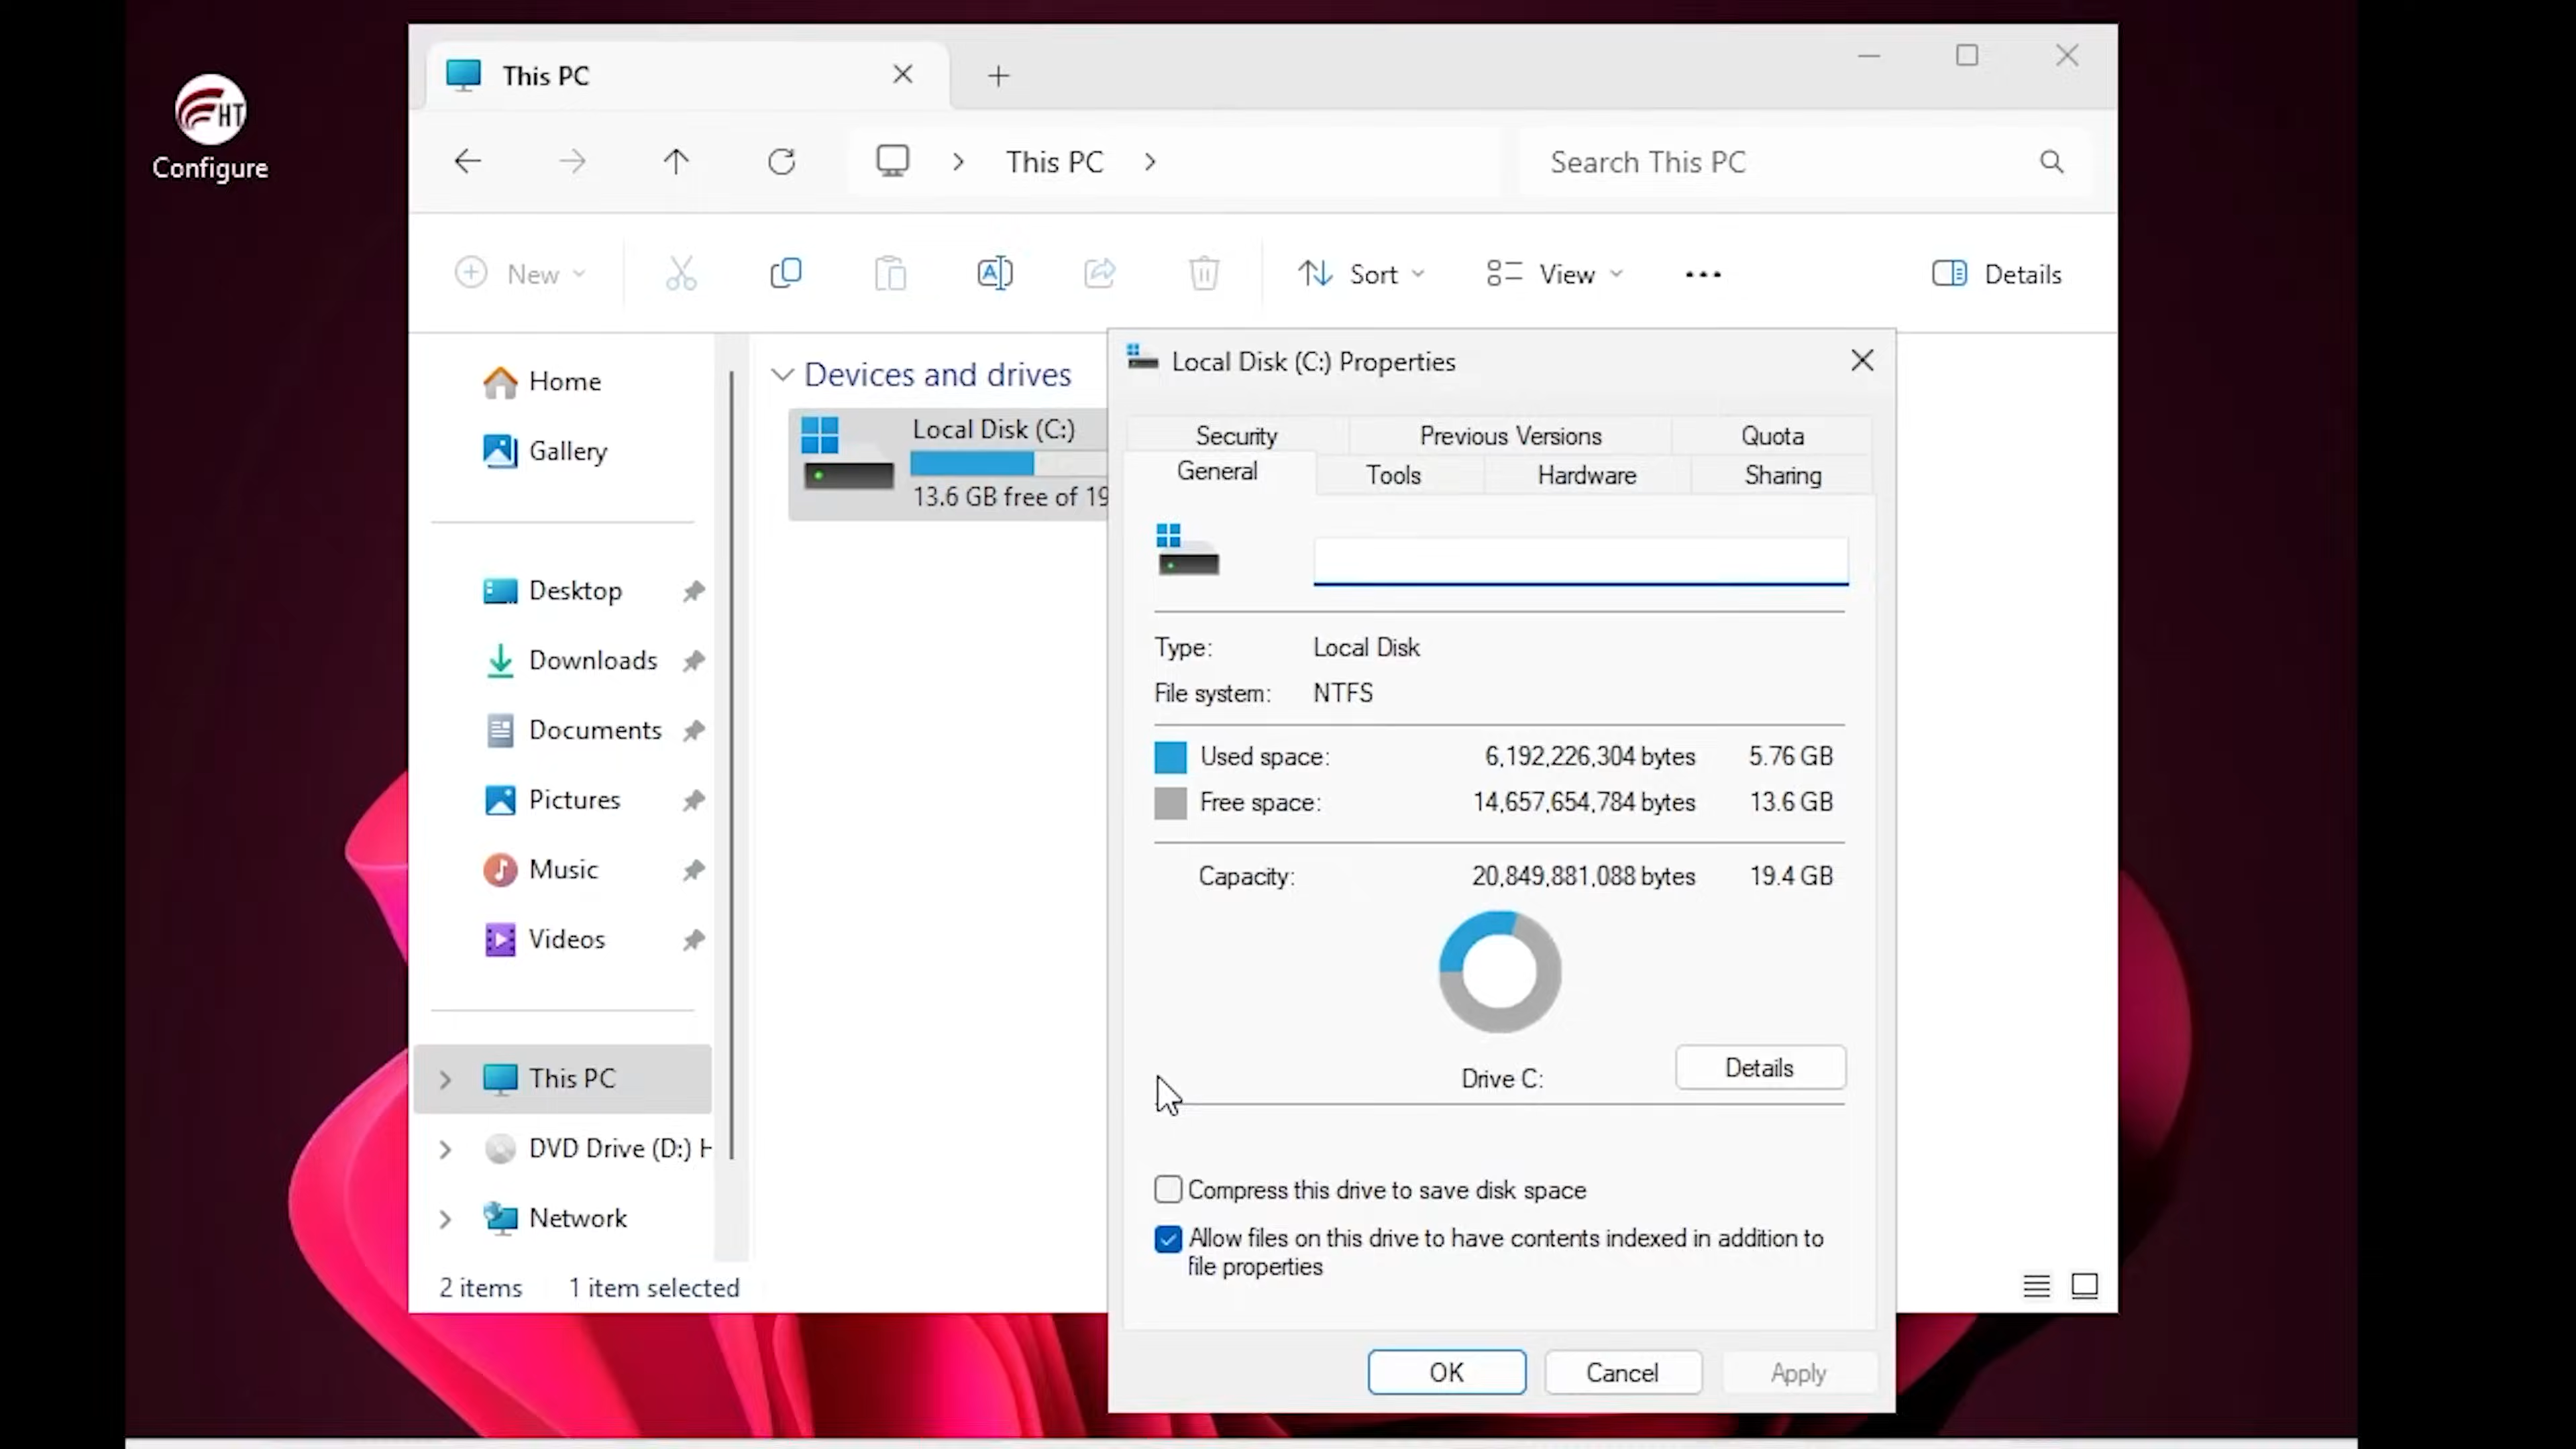 HT
Configure
This PC
This PC
Search This PC
New
Sort
View
Details
Home
Gallery
Desktop
Downloads
Documents
Pictures
Music
Videos
This PC
DVD Drive (D:) H
Network
2 items 1 item selected
Devices and drives
Local Disk (C:)
13.6 GB free of 19
Local Disk (C:) Properties
Security Previous Versions Quota
General Tools Hardware Sharing
Type: Local Disk
File system: NTFS
Used space: 6,192,226,304 bytes 5.76 GB
Free space: 14,657,654,784 bytes 13.6 GB
Capacity: 20,849,881,088 bytes 19.4 GB
Drive C:
Details
Compress this drive to save disk space
Allow files on this drive to have contents indexed in addition to
file properties
OK Cancel Apply